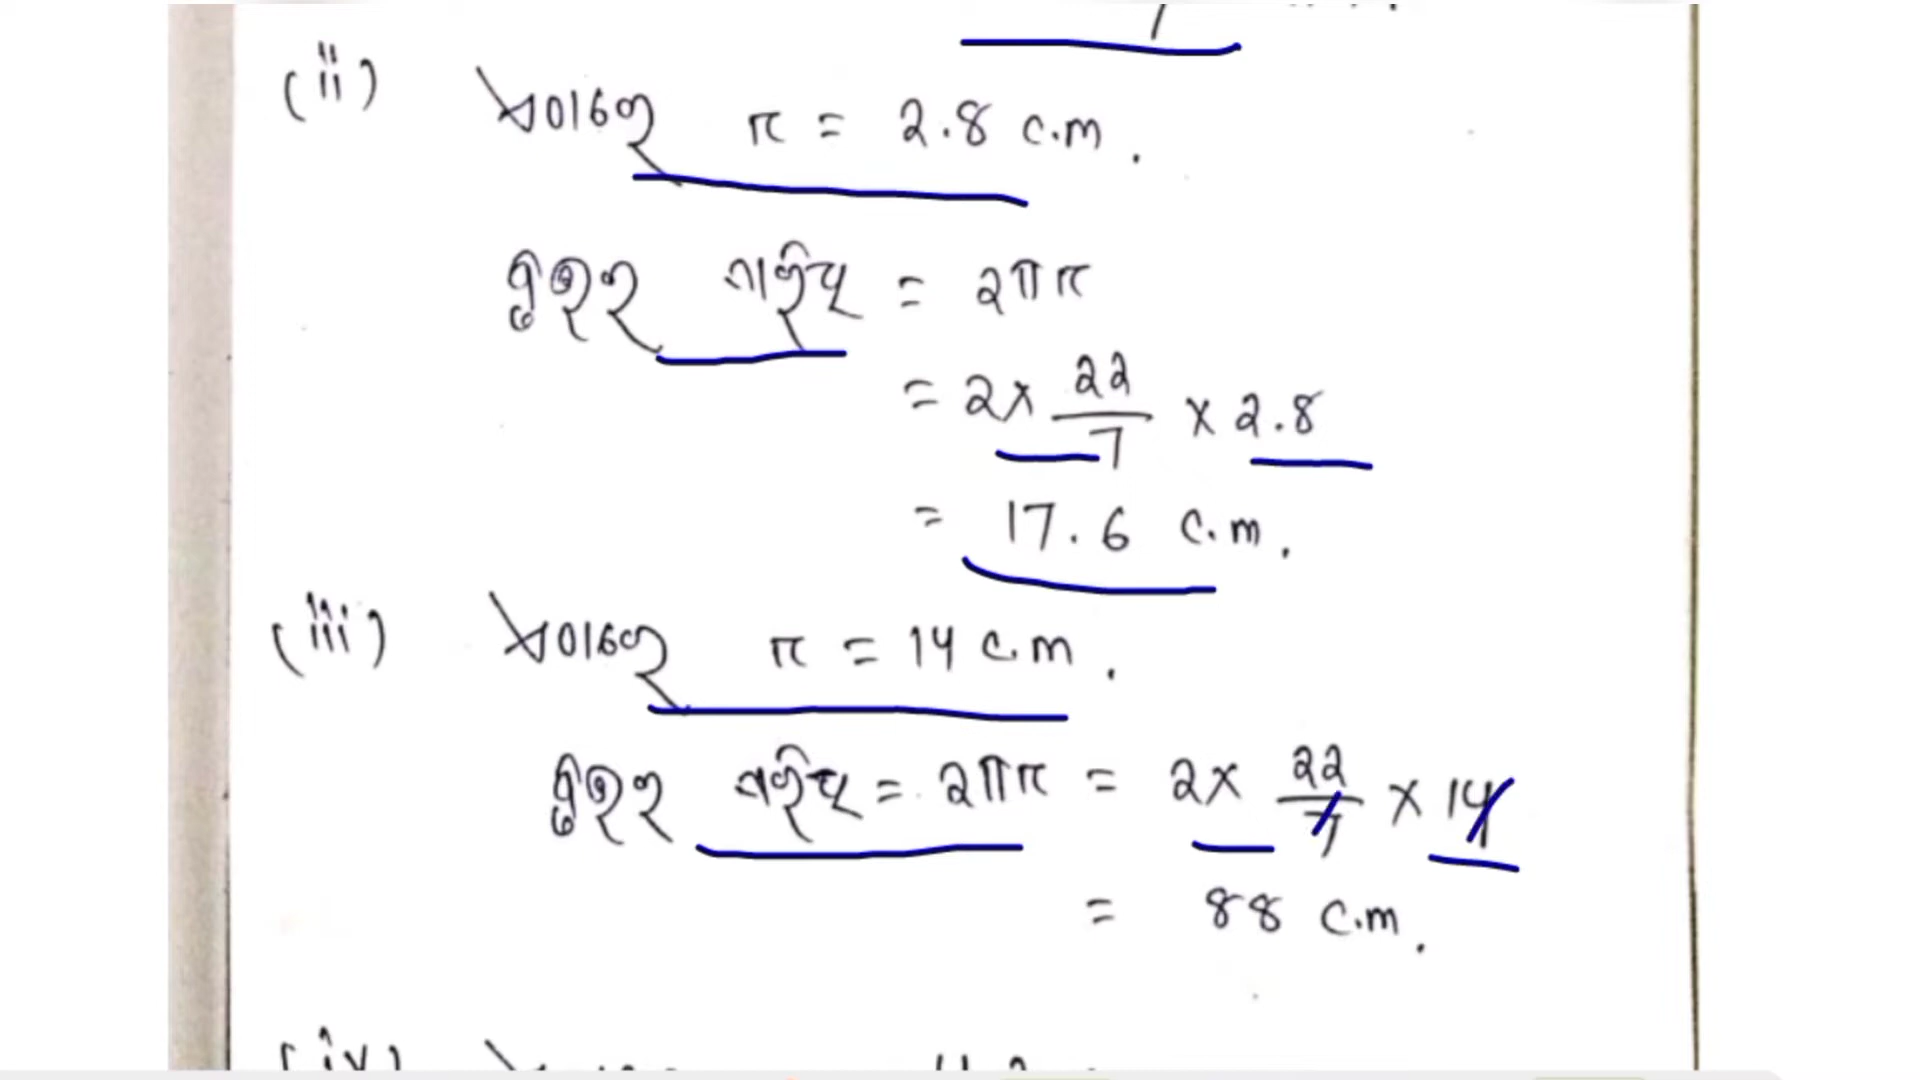 (ii) ଏଠାରେ r = 2.8 c.m.
ବୃତ୍ତର ପରିଧି = 2πr
= 2 × 22/7 × 2.8
= 17.6 c.m.
(iii) ଏଠାରେ r = 14 c.m.
ବୃତ୍ତର ପରିଧି = 2πr = 2 × 22/7 × 14
= 88 c.m.
(iv)